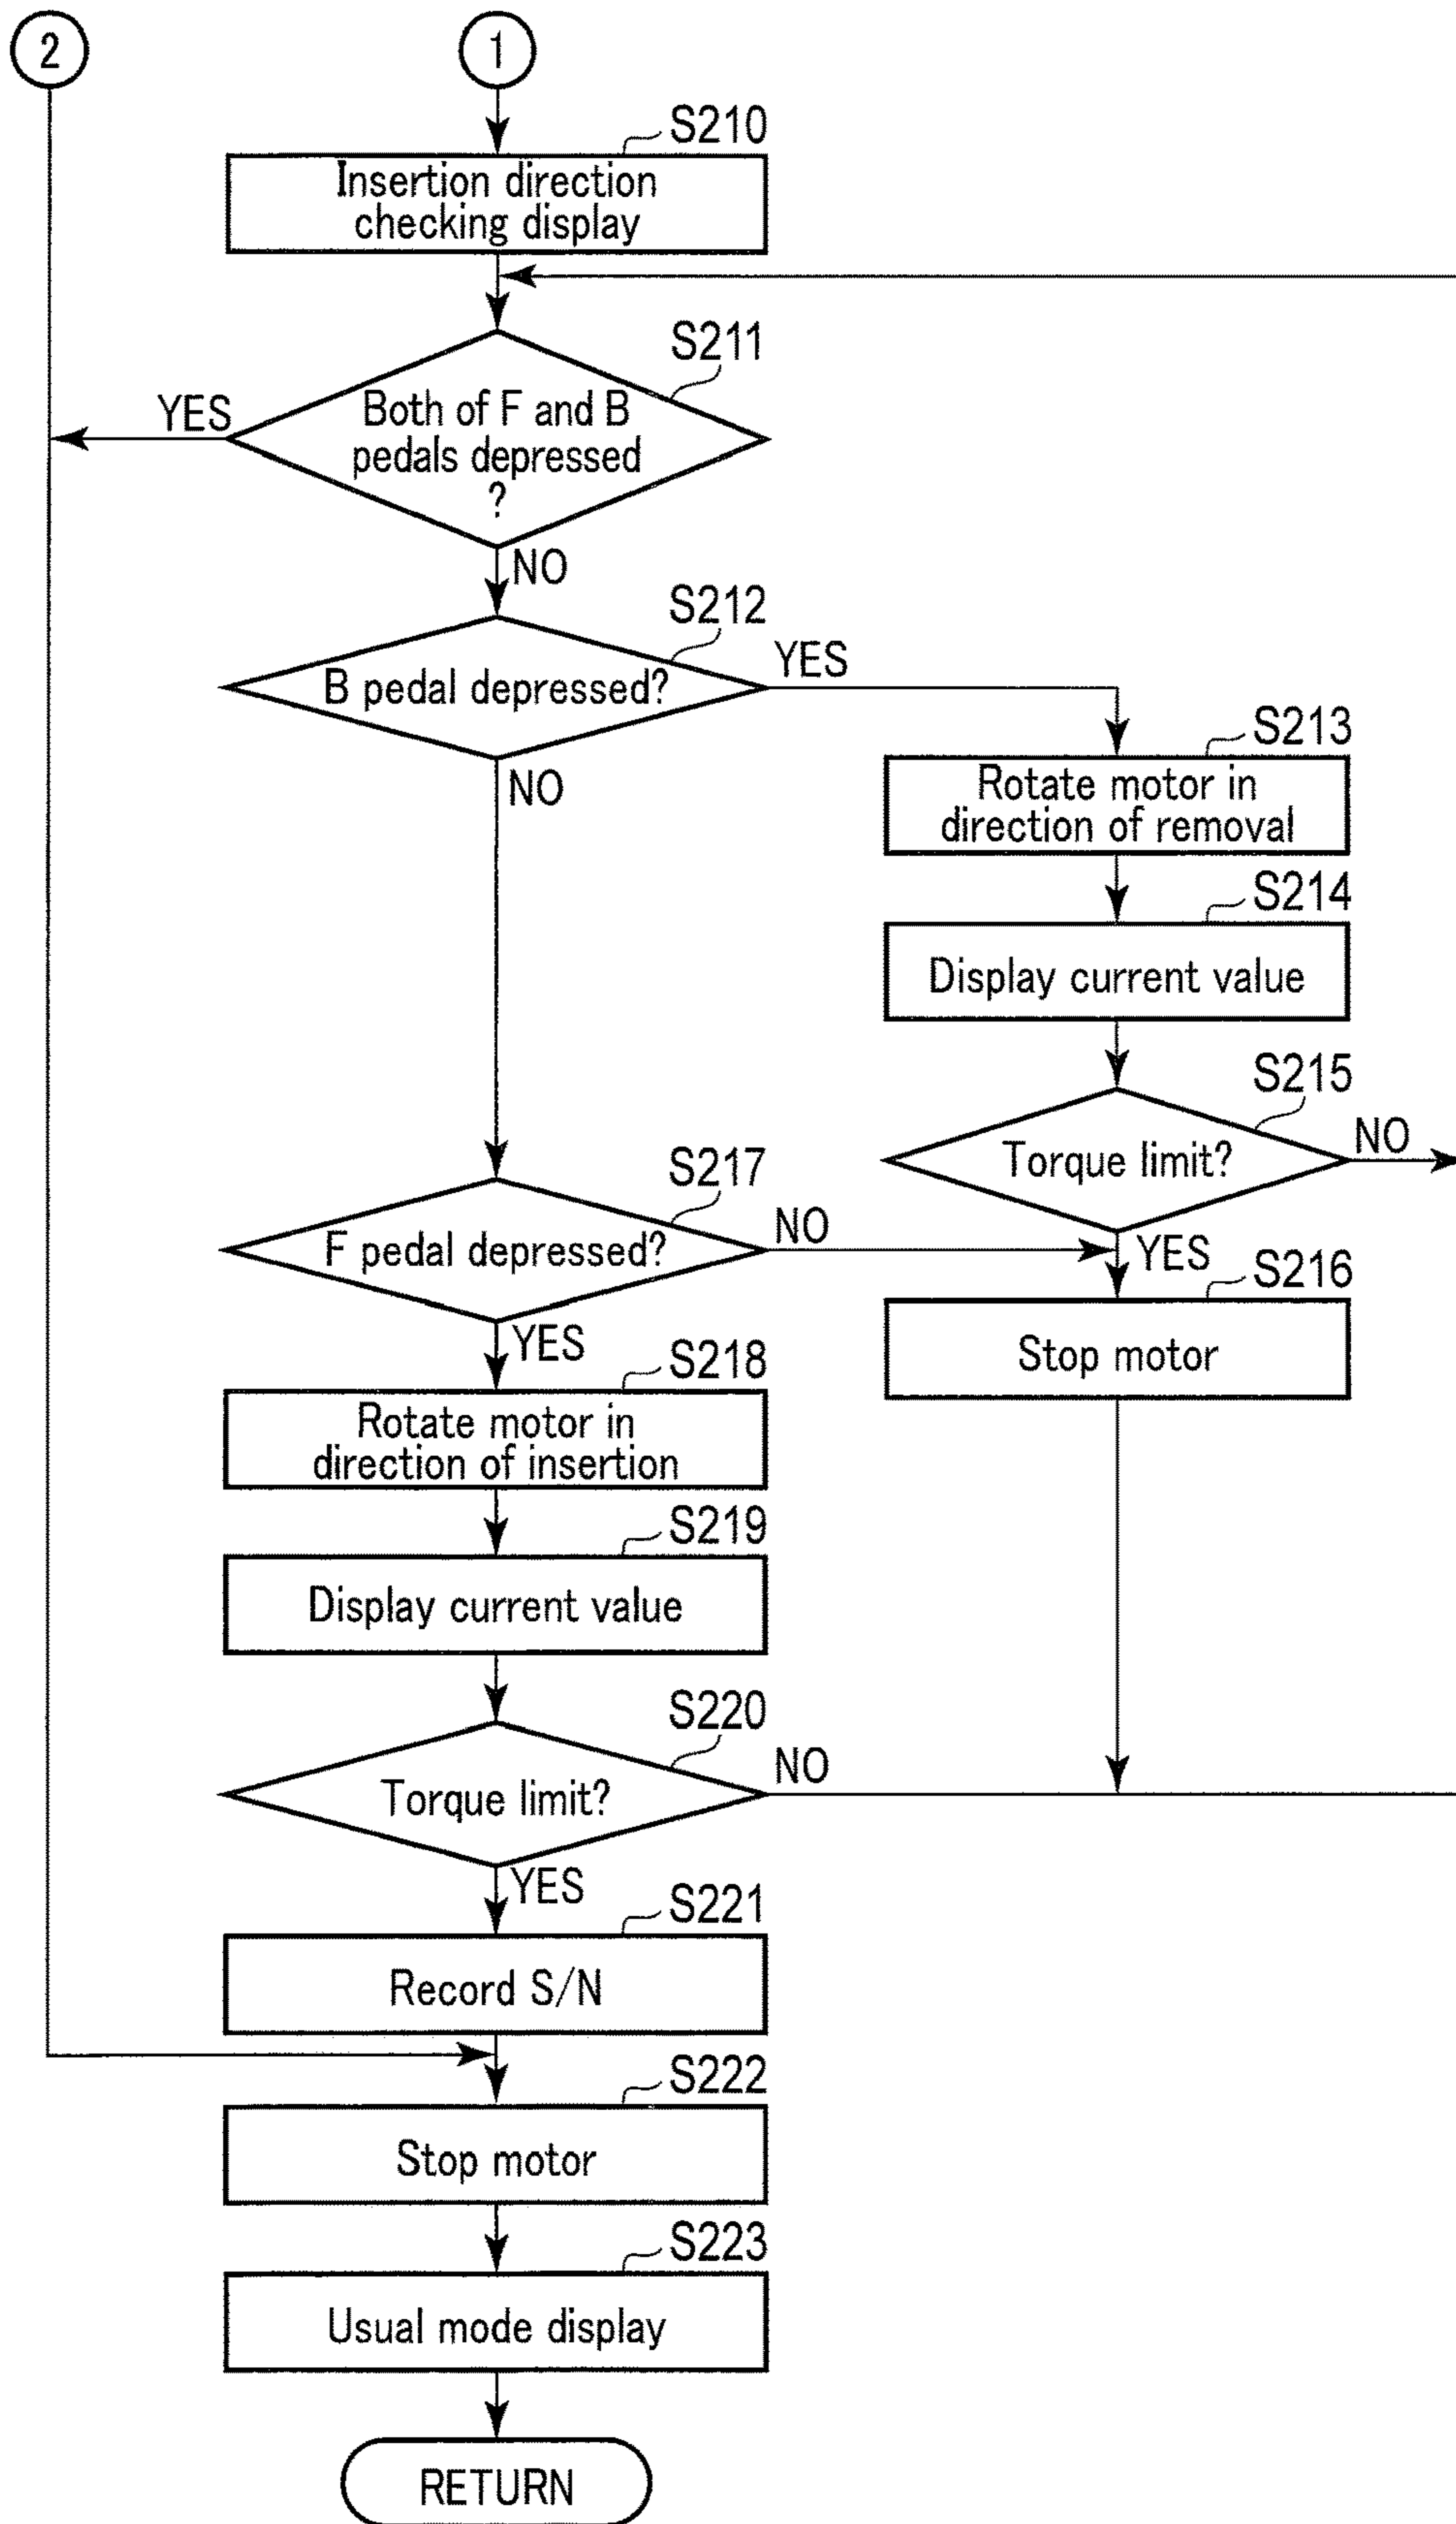 2
1
S210
Insertion direction
checking display
S211
Both of F and B
pedals depressed
?
YES
NO
S212
B pedal depressed?
YES
NO
S213
Rotate motor in
direction of removal
S214
Display current value
S215
Torque limit?
NO
YES
S216
Stop motor
S217
F pedal depressed?
NO
YES
S218
Rotate motor in
direction of insertion
S219
Display current value
S220
Torque limit?
NO
YES
S221
Record S/N
S222
Stop motor
S223
Usual mode display
RETURN